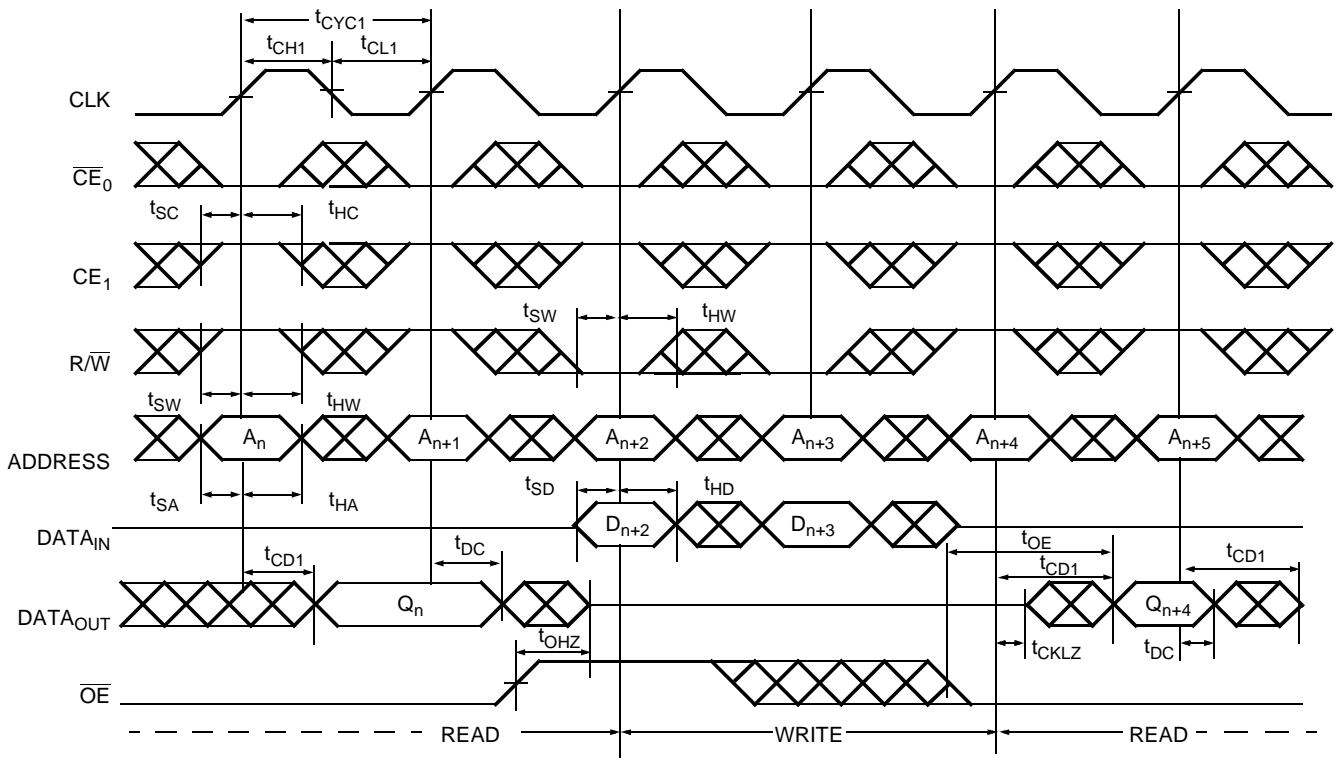 tCYC1
tCH1 tCL1
CLK
CE0
tSC tHC
CE1
tSW tHW
R/W
tSW tHW
An An+1 An+2 An+3 An+4 An+5
ADDRESS
tSA tHA tSD tHD
Dn+2 Dn+3
DATAIN
tCD1 tDC tOE tCD1 tCD1
Qn Qn+4
DATAOUT
tOHZ tCKLZ tDC
OE
READ WRITE READ